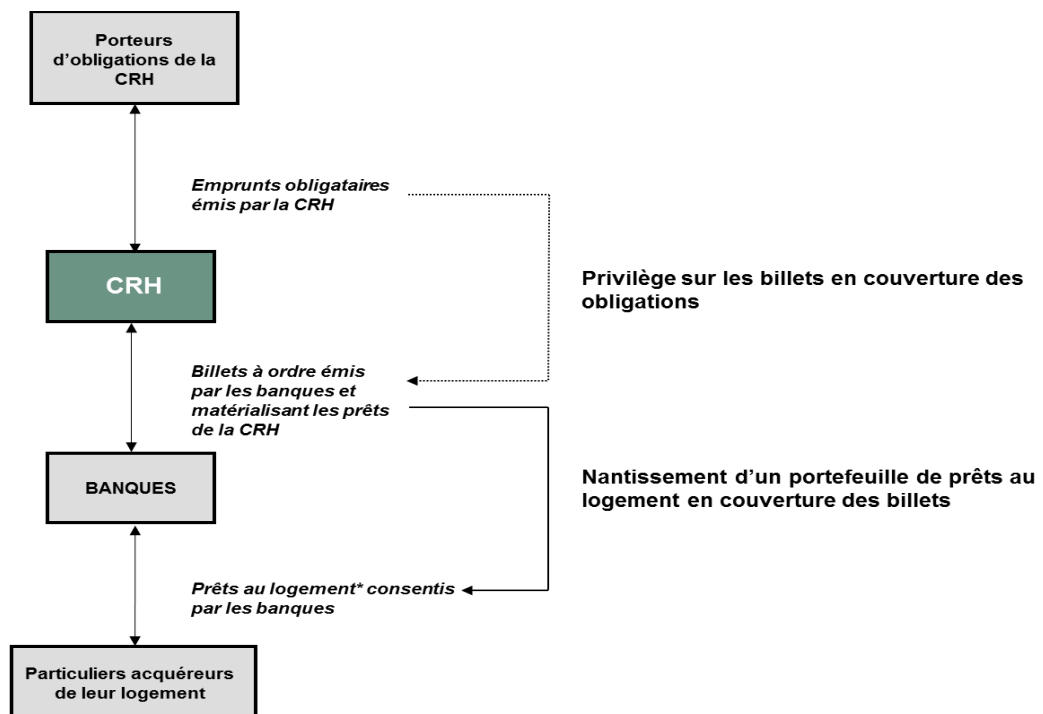 Porteurs
d’obligations de la
CRH
Emprunts obligataires
émis par la CRH
CRH
Privilège sur les billets en couverture des
obligations
Billets à ordre émis
par les banques et
matérialisant les prêts
de la CRH
BANQUES
Nantissement d’un portefeuille de prêts au
logement en couverture des billets
Prêts au logement* consentis
par les banques
Particuliers acquéreurs
de leur logement